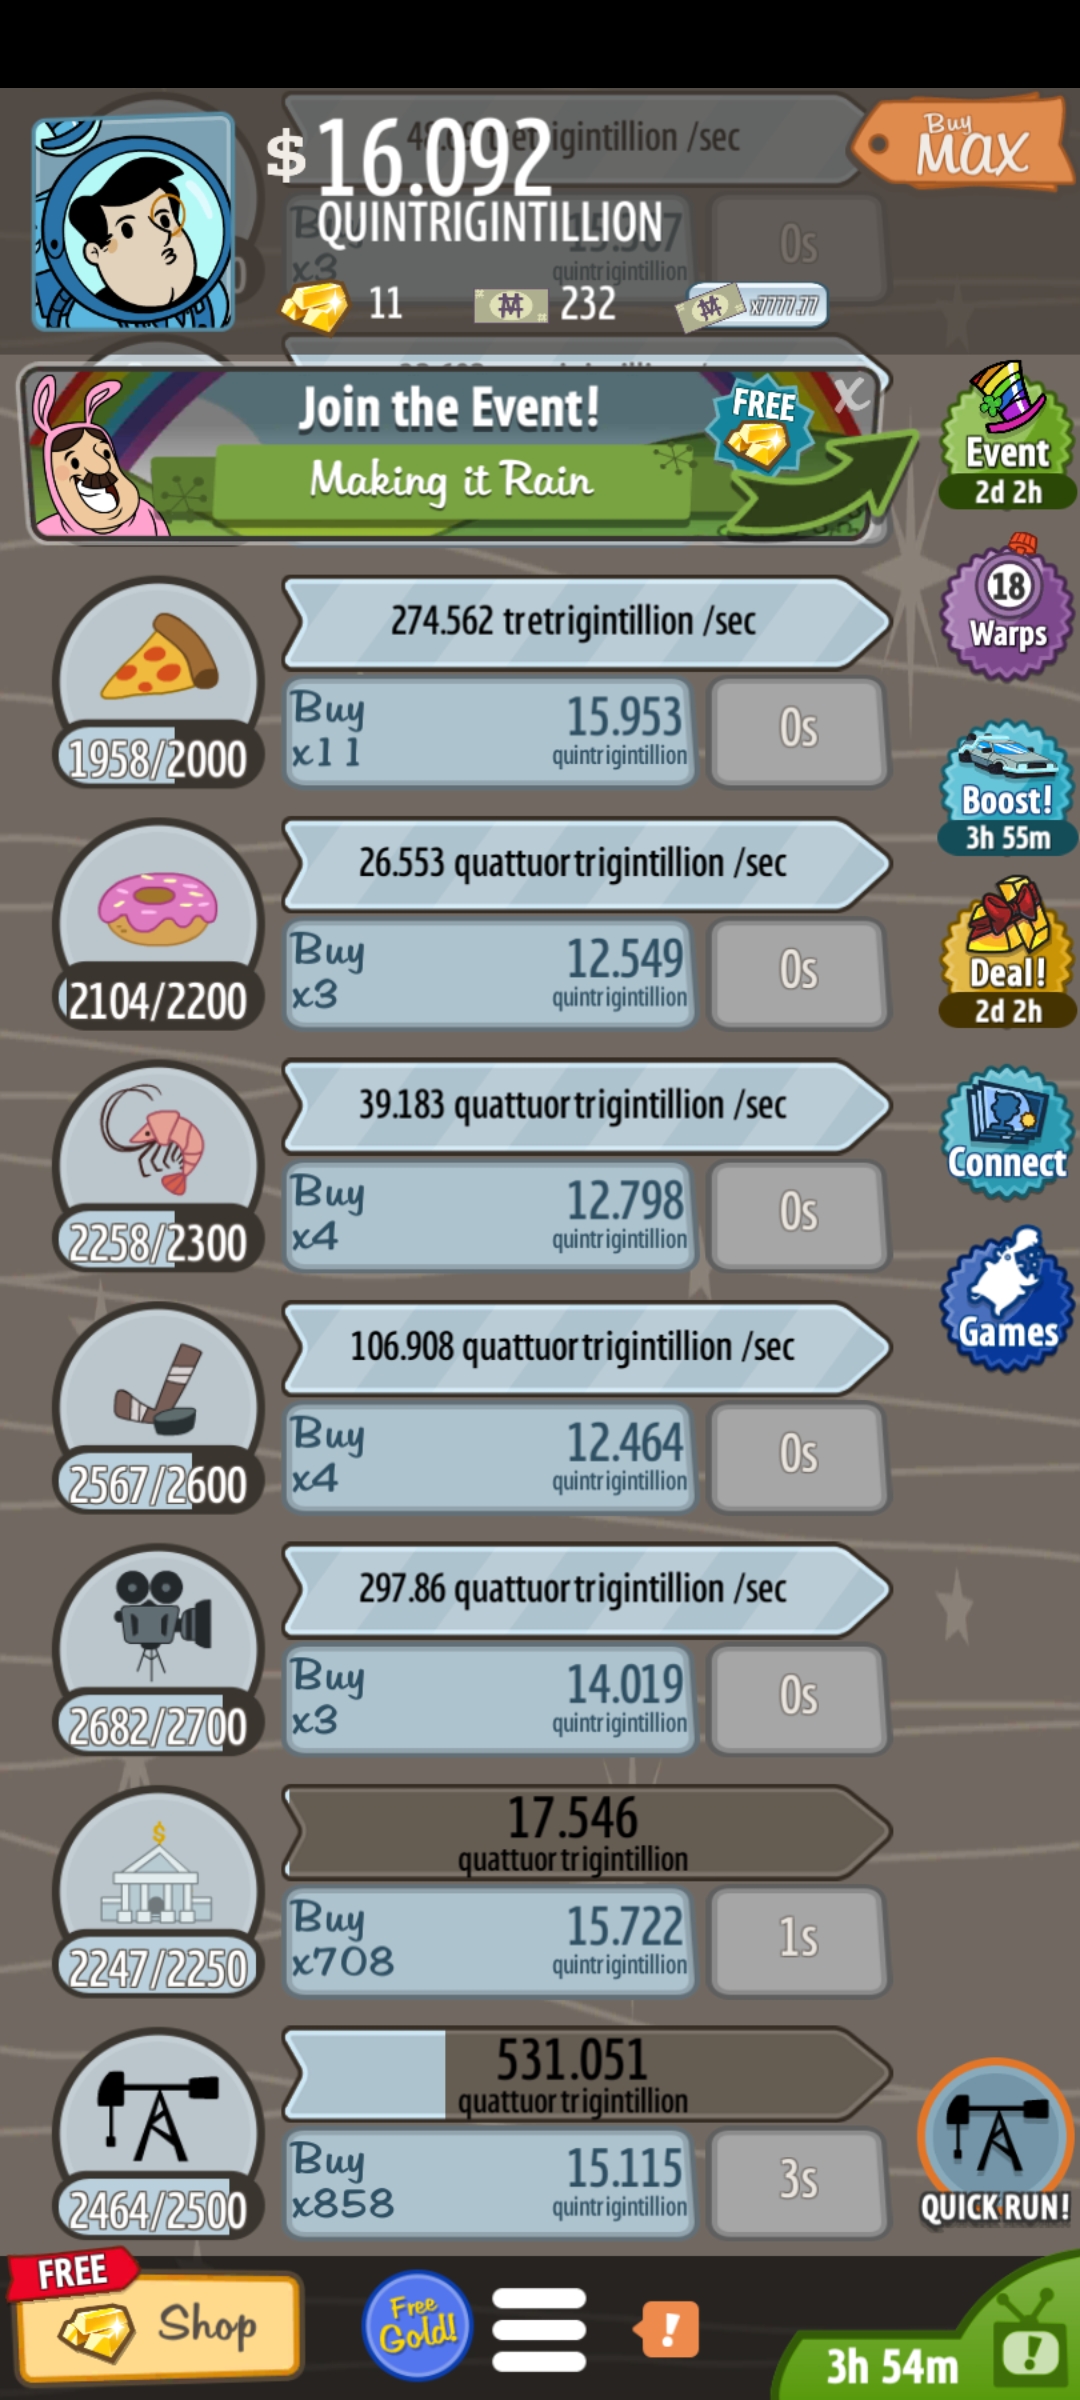 Buy
MAX
$ 16.092
QUINTRIGINTILLION
/sec
Buy
x3
quintrigintillion
0s
11
232
x7777.77
Join the Event!
Making it Rain
FREE
X
Event
2d 2h
18
Warps
274.562 tretrigintillion /sec
1958/2000
Buy
x11
15.953
quintrigintillion
0s
Boost!
3h 55m
26.553 quattuortrigintillion /sec
2104/2200
Buy
x3
12.549
quintrigintillion
0s
Deal!
2d 2h
39.183 quattuortrigintillion /sec
2258/2300
Buy
x4
12.798
quintrigintillion
0s
Connect
Games
106.908 quattuortrigintillion /sec
2567/2600
Buy
x4
12.464
quintrigintillion
0s
297.86 quattuortrigintillion /sec
2682/2700
Buy
x3
14.019
quintrigintillion
0s
17.546
quattuortrigintillion
$
2247/2250
Buy
x708
15.722
quintrigintillion
1s
531.051
quattuortrigintillion
2464/2500
Buy
x858
15.115
quintrigintillion
3s
QUICK RUN!
FREE
Shop
Free
Gold!
!
3h 54m
!